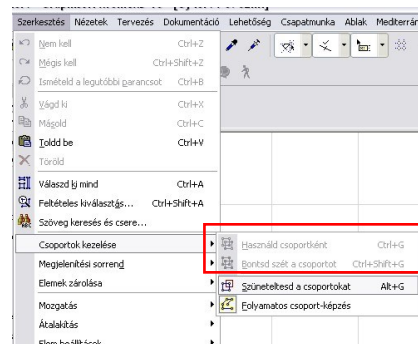 Szerkesztés Nézetek Tervezés Dokumentáció Lehetőség Csapatmunka Ablak Mediterrán
Nem kell Ctrl+Z
Mégis kell Ctrl+Shift+Z
Ismételd a legutóbbi parancsot Ctrl+B
Vágd ki Ctrl+X
Másold Ctrl+C
Toldd be Ctrl+V
Töröld
Válaszd ki mind Ctrl+A
Feltételes kiválasztás... Ctrl+Shift+A
Szöveg keresés és csere...
Csoportok kezelése
Használd csoportként Ctrl+G
Megjelenítési sorrend
Bontsd szét a csoportot Ctrl+Shift+G
Elemek zárolása
Szüneteltesd a csoportokat Alt+G
Mozgatás
Folyamatos csoport-képzés
Átalakítás
Elem beállítások